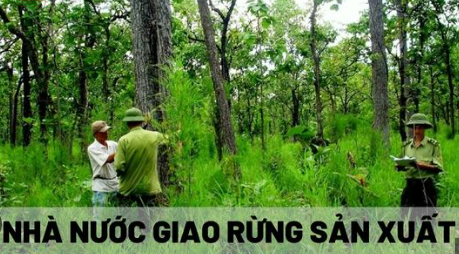 NHÀ NƯỚC GIAO RỪNG SẢN XUẤT